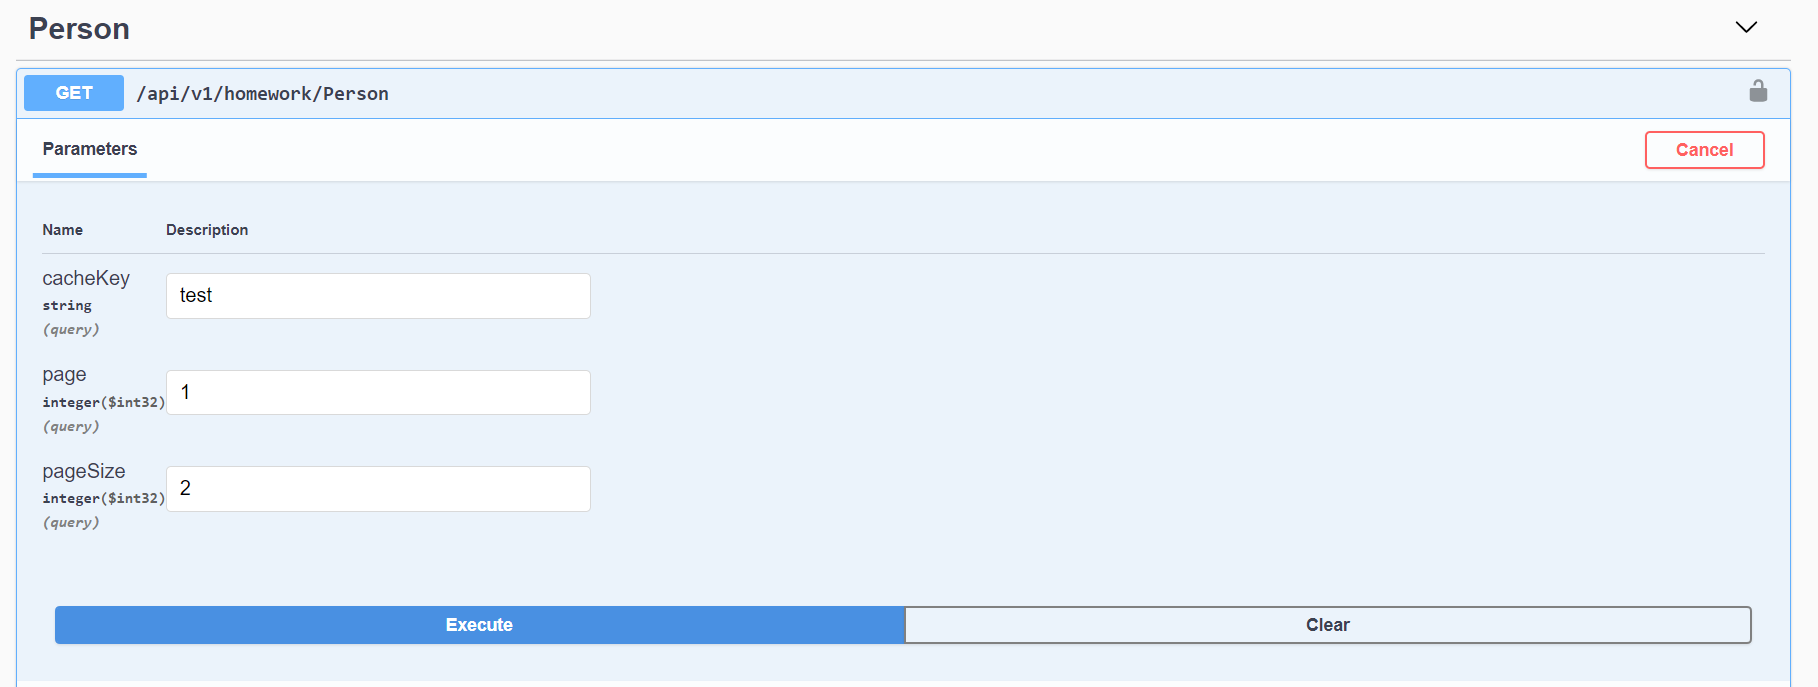 Person
GET /api/v1/homework/Person
Parameters
Cancel
Name Description
cacheKey
string
(query)
test
page
integer($int32)
(query)
1
pageSize
integer($int32)
(query)
2
Execute Clear